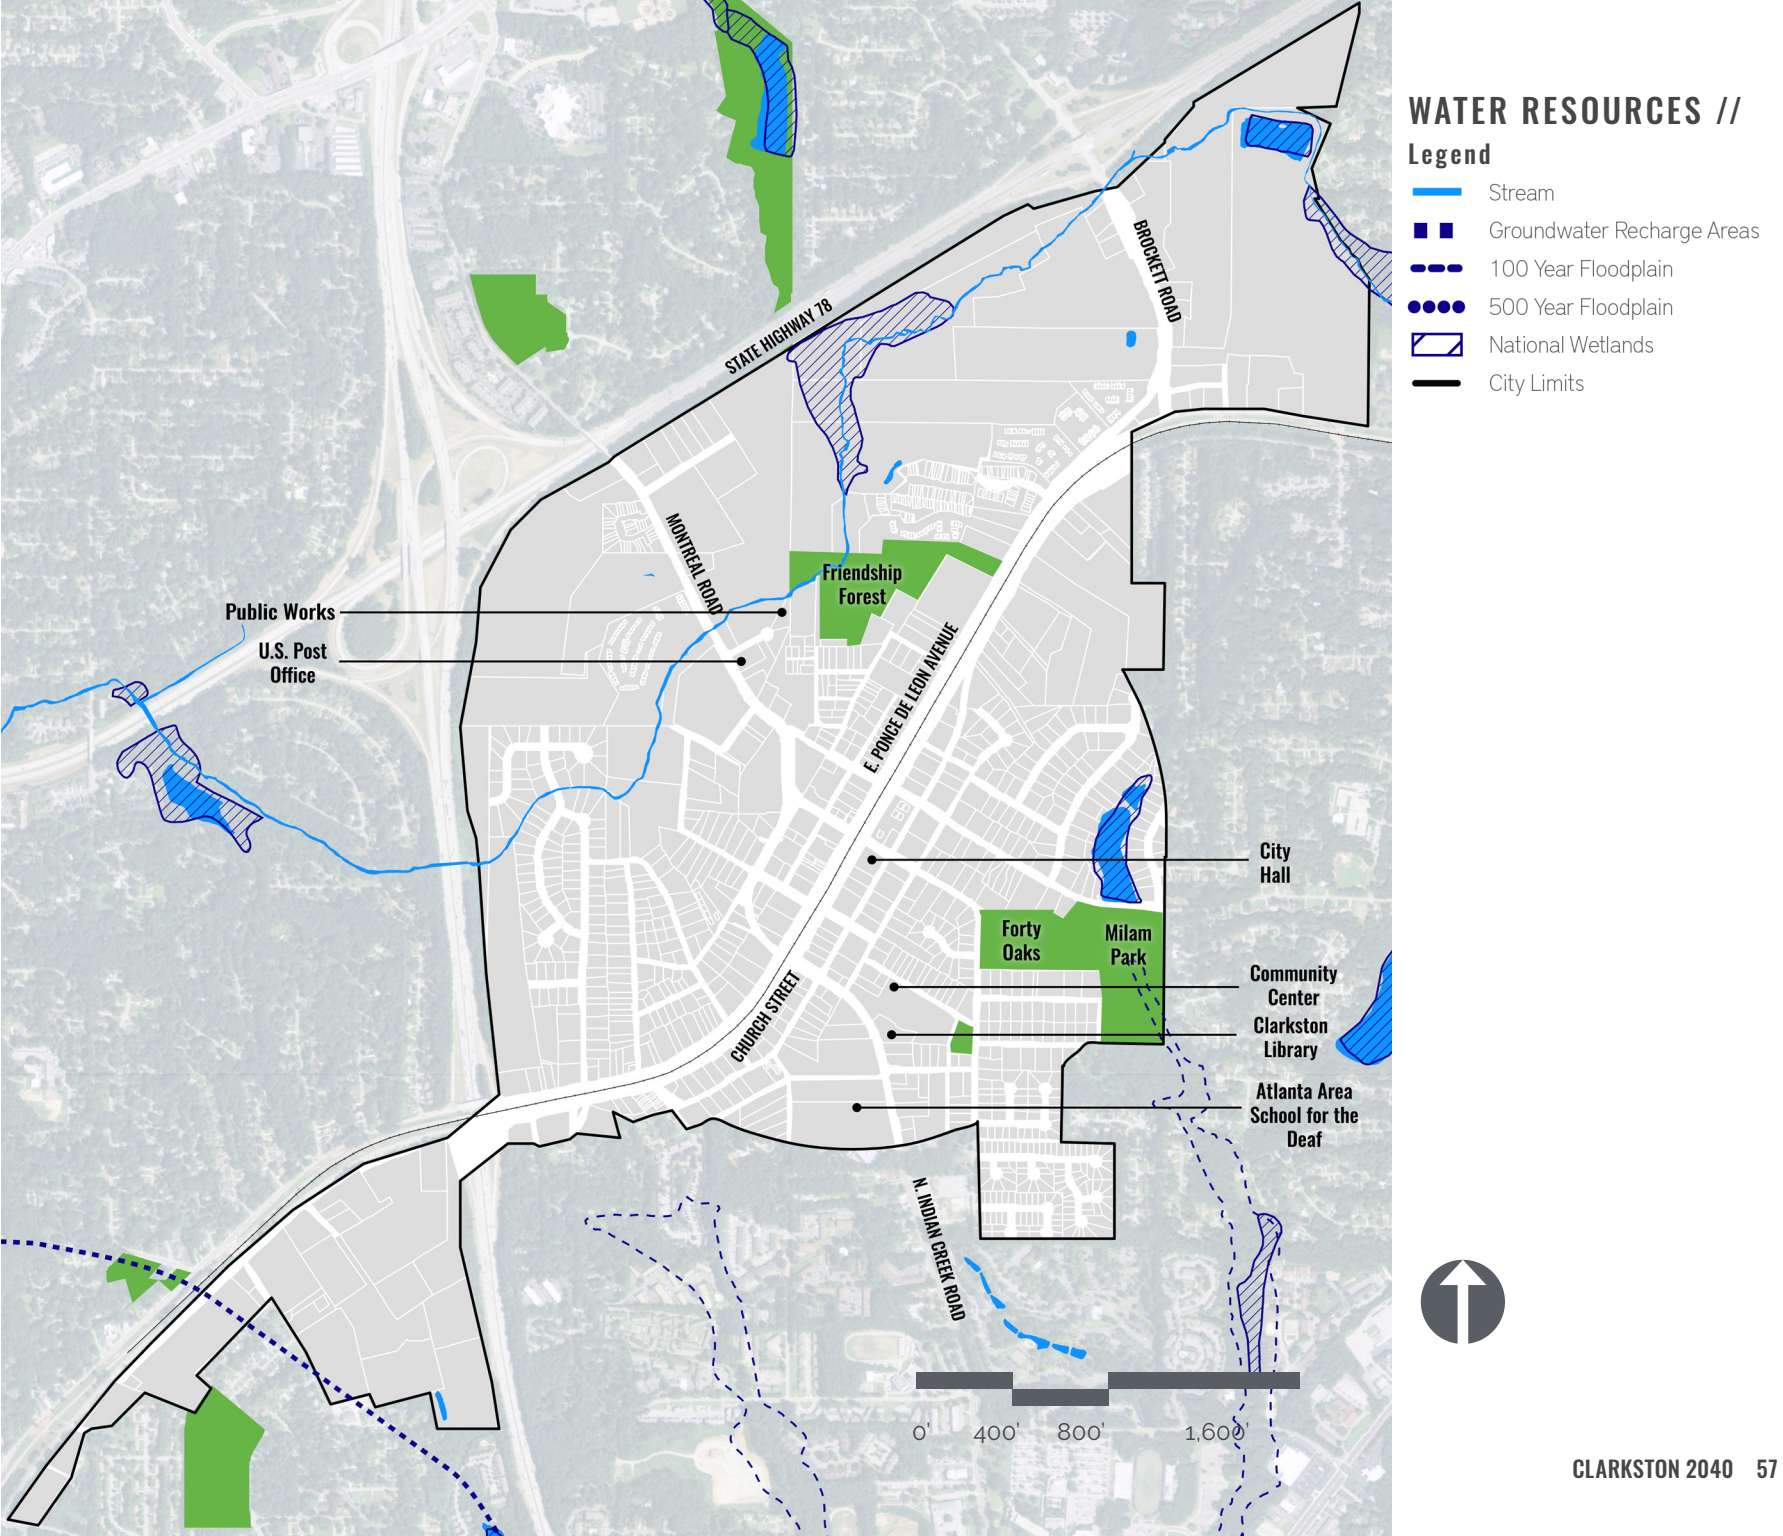 WATER RESOURCES //
Legend
Stream
Groundwater Recharge Areas
100 Year Floodplain
500 Year Floodplain
National Wetlands
City Limits
BROCKETT ROAD
STATE HIGHWAY 78
MONTREAL ROAD
Friendship
Forest
Public Works
U.S. Post
Office
E. PONCE DE LEON AVENUE
City
Hall
Forty
Oaks
Milam
Park
Community
Center
CHURCH STREET
Clarkston
Library
Atlanta Area
School for the
Deaf
N. INDIAN CREEK ROAD
0' 400' 800' 1,600'
CLARKSTON 2040 57